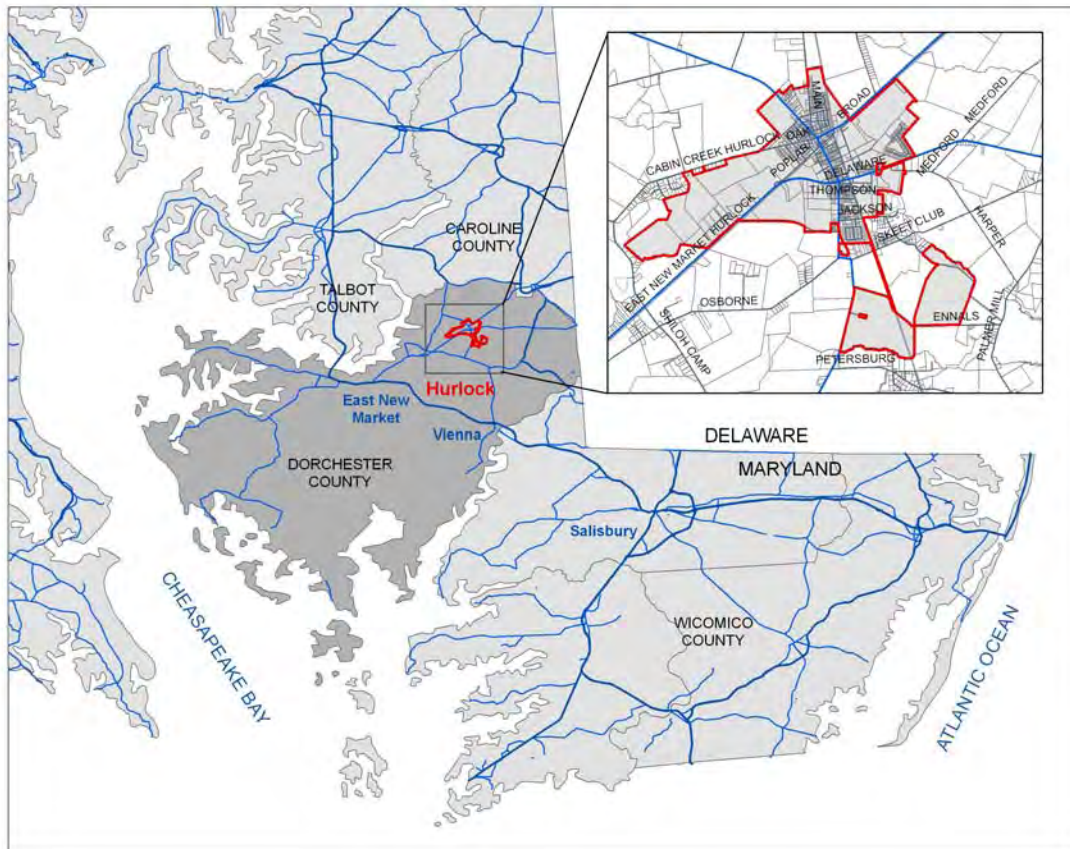 MAIN
BROAD
MEDFORD
CABIN CREEK HURLOCK
OAK
POPLAR
DELAWARE
MEDFORD
THOMPSON
JACKSON
SKEET CLUB
HARPER
EAST NEW MARKET HURLOCK
OSBORNE
SHILOH CAMP
ENNALS
PALMER MILL
PETERSBURG
CAROLINE
COUNTY
TALBOT
COUNTY
Hurlock
East New
Market
Vienna
DORCHESTER
COUNTY
DELAWARE
MARYLAND
Salisbury
WICOMICO
COUNTY
CHEASAPEAKE BAY
ATLANTIC OCEAN